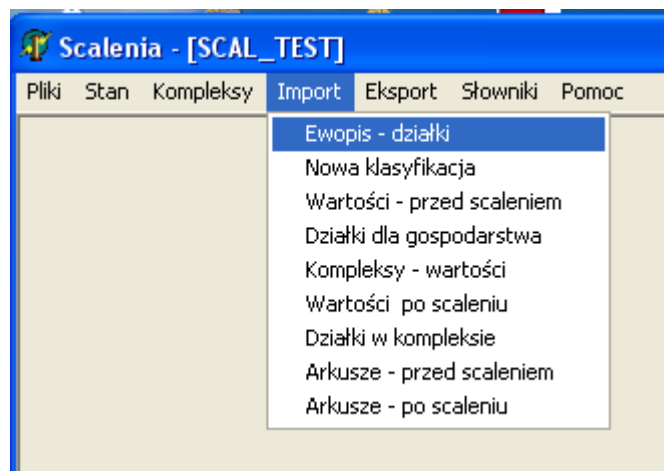 Scalenia - [SCAL_TEST]
Pliki Stan Kompleksy Import Eksport Słowniki Pomoc
Ewopis - działki
Nowa klasyfikacja
Wartości - przed scaleniem
Działki dla gospodarstwa
Kompleksy - wartości
Wartości po scaleniu
Działki w kompleksie
Arkusze - przed scaleniem
Arkusze - po scaleniu